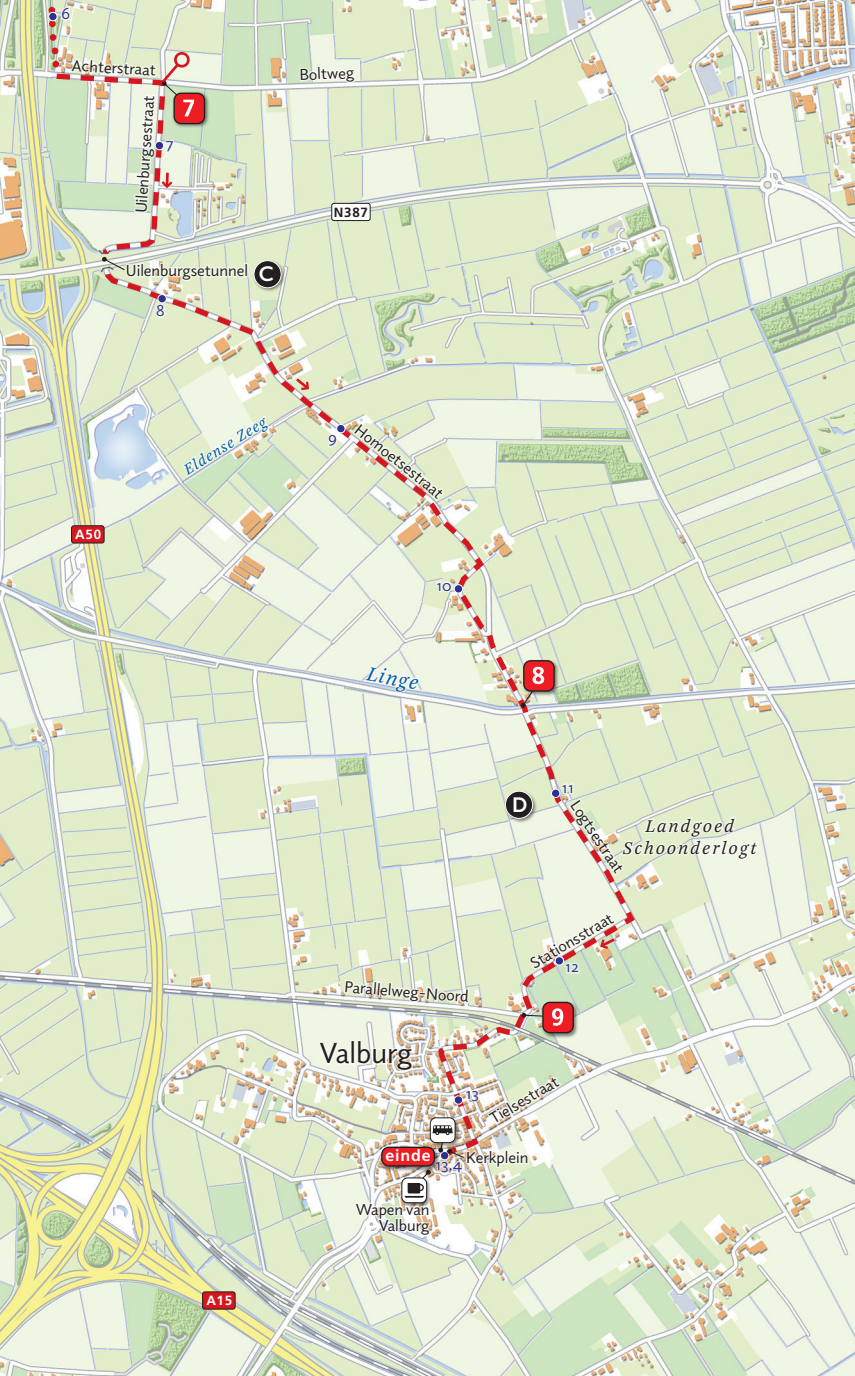 6
Achterstraat
Boltweg
7
Uilenburgsestraat
7
N387
Uilenburgsetunnel
C
8
Eldense Zeeg
9
Homoetsestraat
A50
10
Linge
8
11
D
Logtsestraat
Landgoed
Schoonderlogt
Stationsstraat
12
Parallelweg-Noord
9
Valburg
13
Tielsestraat
einde
Kerkplein
13,4
Wapen van
Valburg
A15